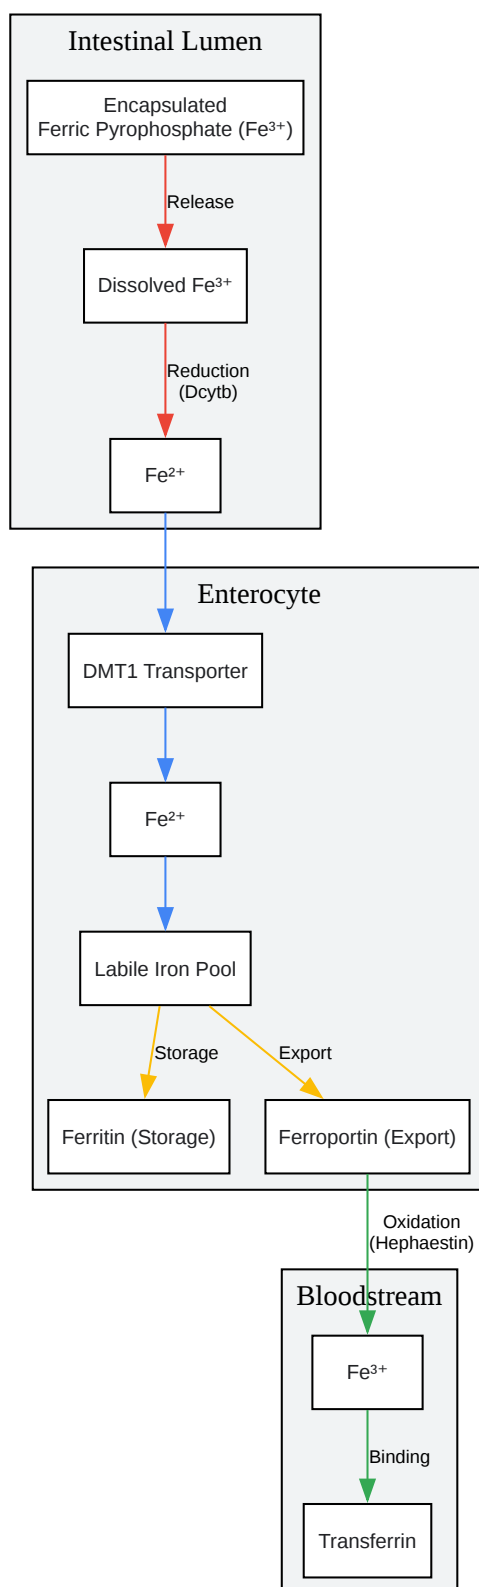 Intestinal Lumen
Encapsulated
Ferric Pyrophosphate (Fe³⁺)
Release
Dissolved Fe³⁺
Reduction
(Dcytb)
Fe²⁺
Enterocyte
DMT1 Transporter
Fe²⁺
Labile Iron Pool
Storage
Export
Ferritin (Storage)
Ferroportin (Export)
Oxidation
(Hephaestin)
Bloodstream
Fe³⁺
Binding
Transferrin